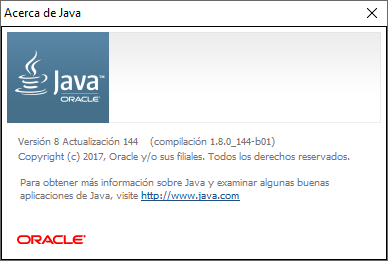 Acerca de Java
Java
ORACLE
Versión 8 Actualización 144 (compilación 1.8.0_144-b01)
Copyright (c) 2017, Oracle y/o sus filiales. Todos los derechos reservados.
Para obtener más información sobre Java y examinar algunas buenas
aplicaciones de Java, visite http://www.java.com
ORACLE